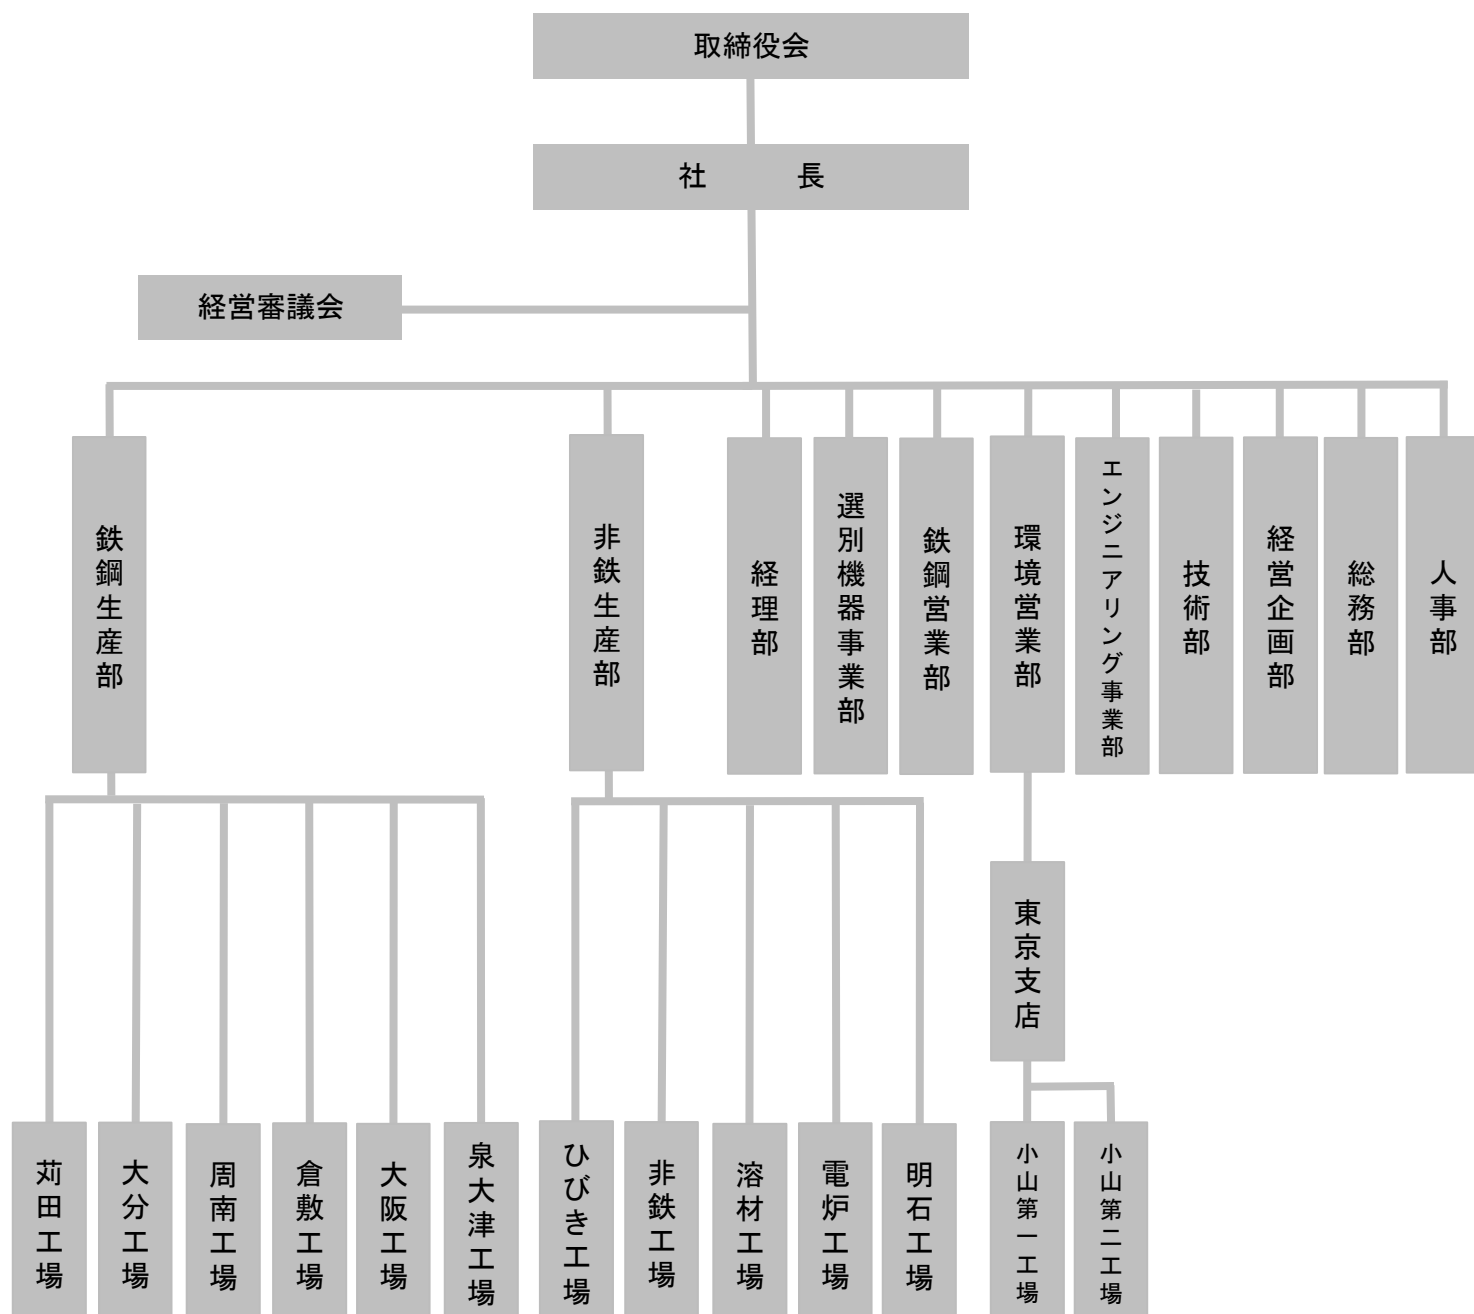 取締役会
社　　　長
経営審議会
鉄鋼生産部
非鉄生産部
経理部
選別機器事業部
鉄鋼営業部
環境営業部
エンジニアリング事業部
技術部
経営企画部
総務部
人事部
東京支店
苅田工場
大分工場
周南工場
倉敷工場
大阪工場
泉大津工場
ひびき工場
非鉄工場
溶材工場
電炉工場
明石工場
小山第一工場
小山第二工場